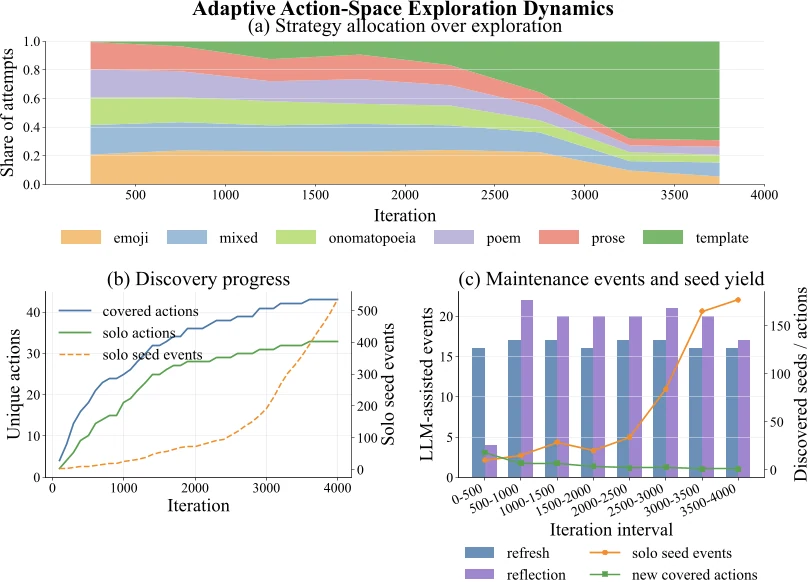 Adaptive Action-Space Exploration Dynamics
(a) Strategy allocation over exploration
Share of attempts
1.0
0.8
0.6
0.4
0.2
0.0
500 1000 1500 2000 2500 3000 3500 4000
Iteration
emoji mixed onomatopoeia poem prose template
(b) Discovery progress
Unique actions
40
30
20
10
0
covered actions
solo actions
solo seed events
500
400
300
200
100
0
Solo seed events
0 1000 2000 3000 4000
Iteration
(c) Maintenance events and seed yield
LLM-assisted events
20
15
10
5
0
150
100
50
0
Discovered seeds / actions
0-500 500-1000 1000-1500 1500-2000 2000-2500 2500-3000 3000-3500 3500-4000
Iteration interval
refresh solo seed events
reflection new covered actions